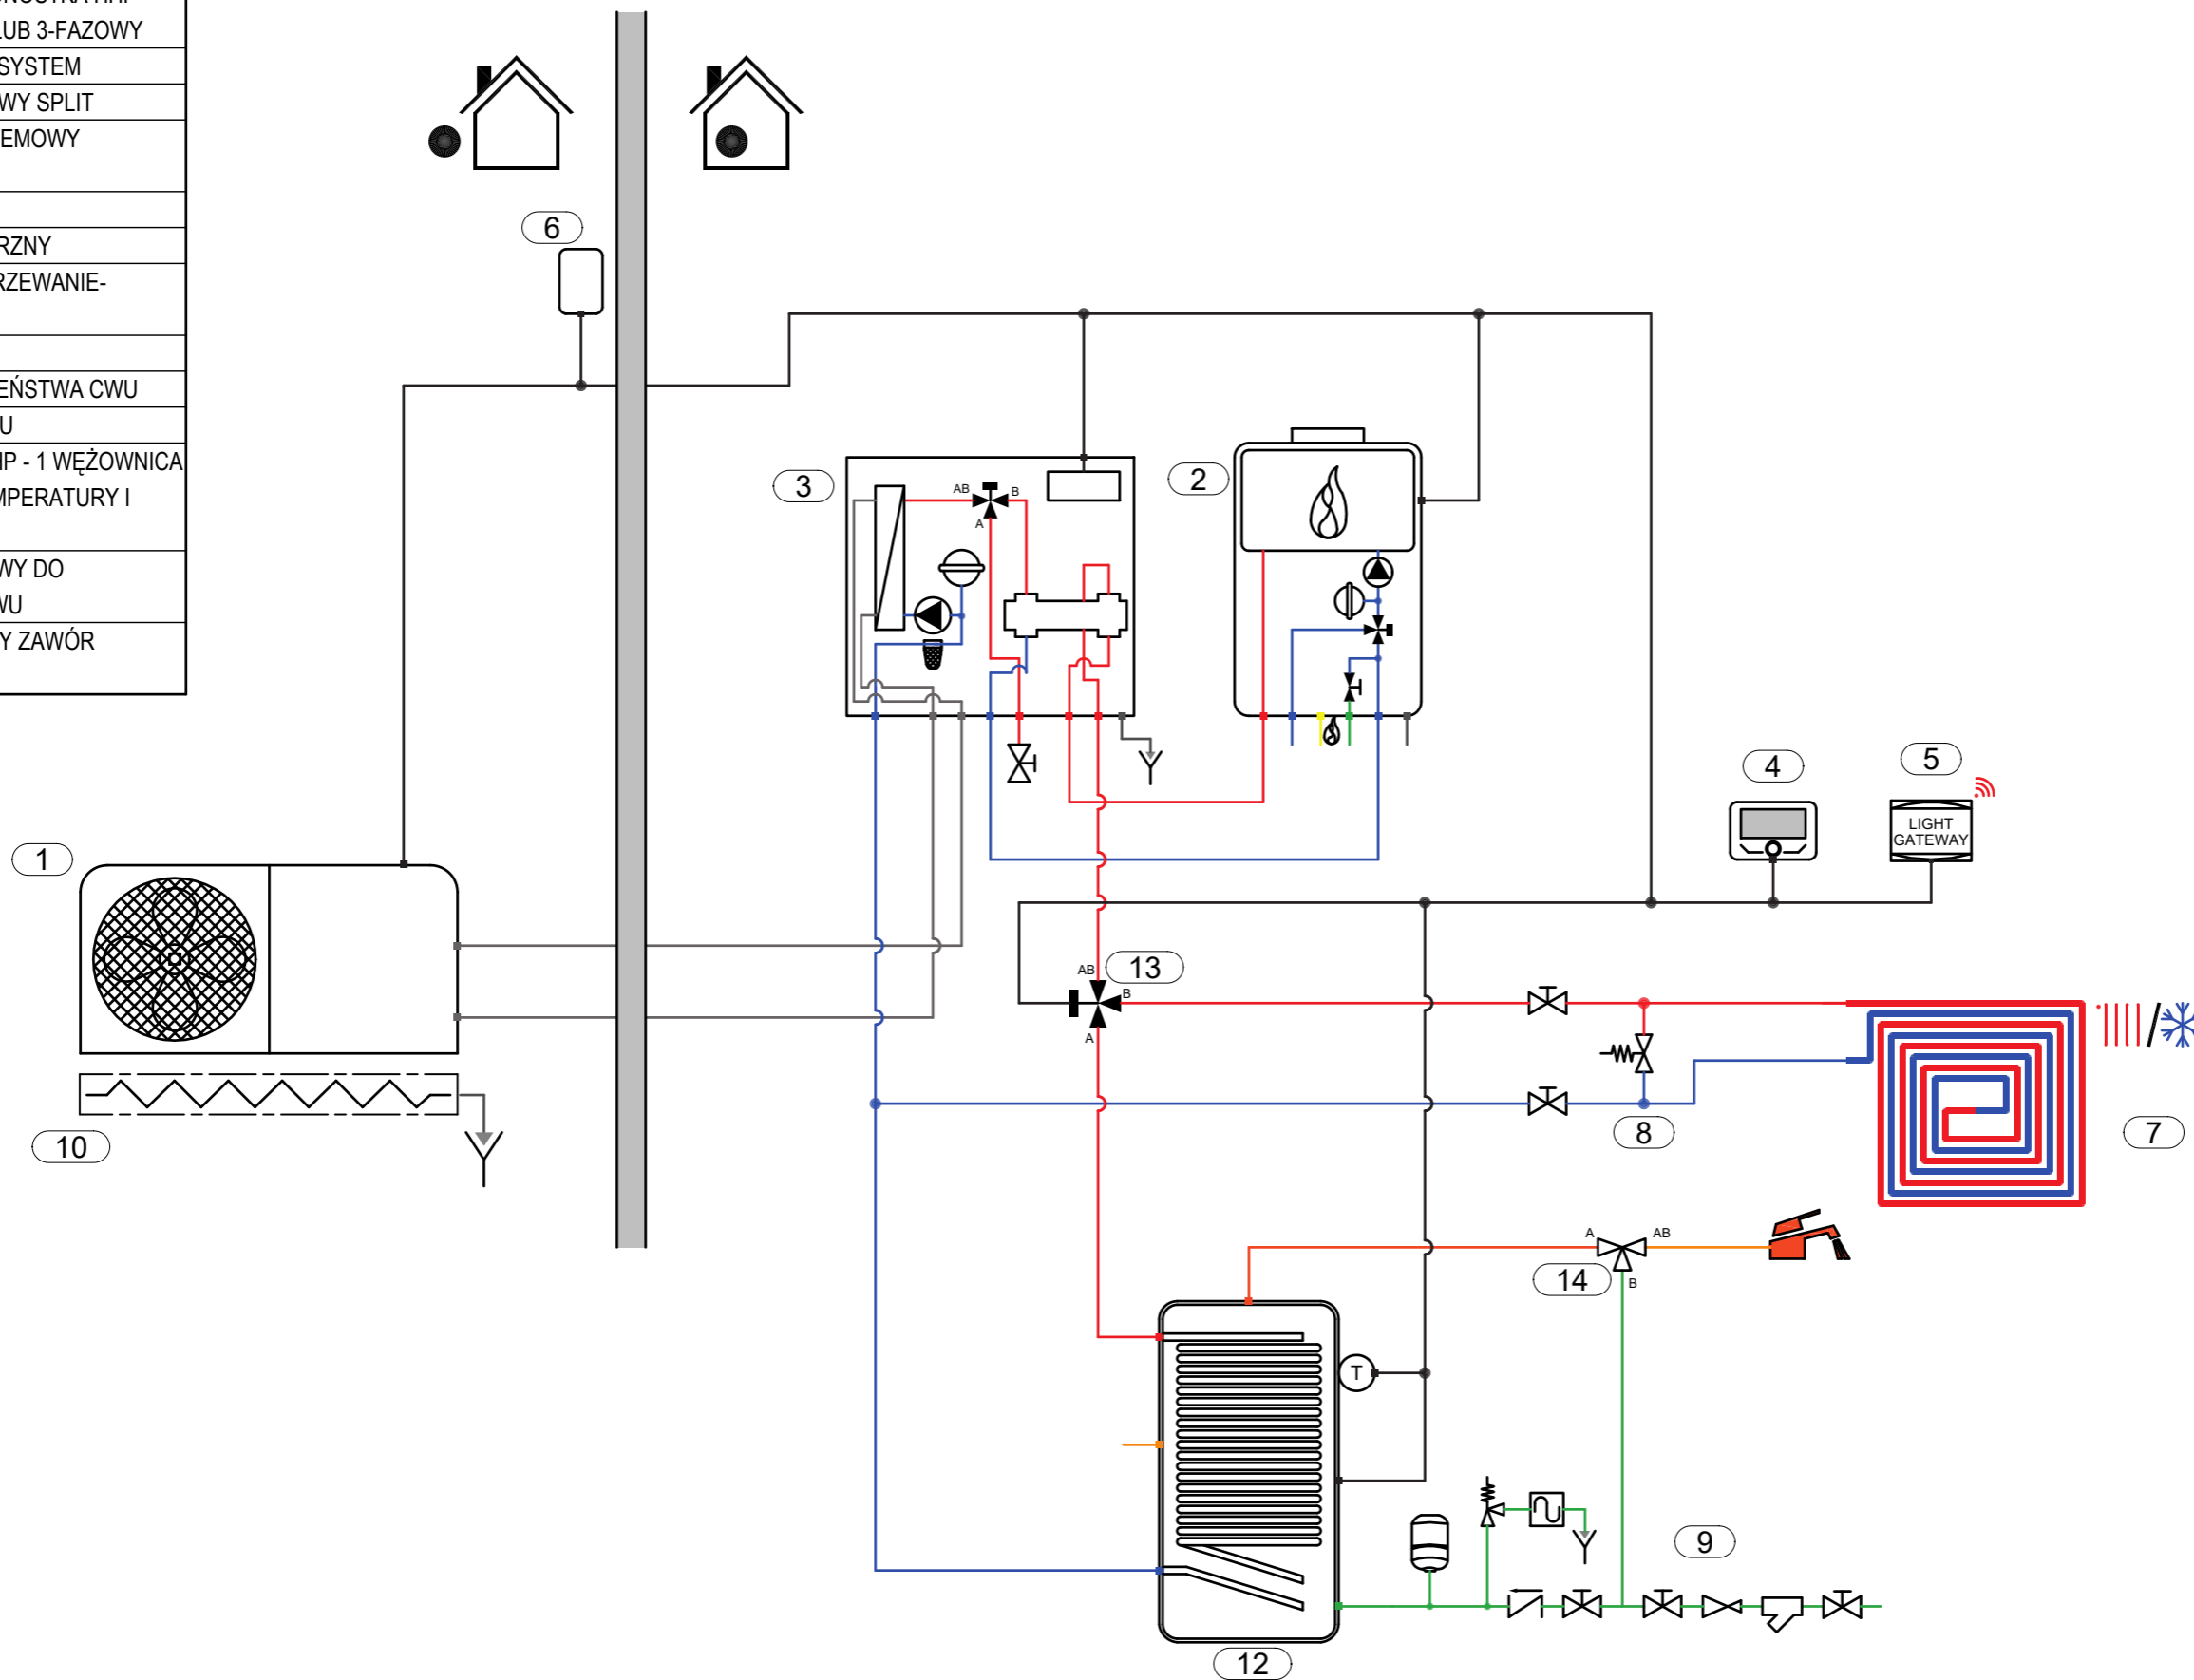 LUB 3-FAZOWY
SYSTEM
WY SPLIT
EMOWY
RZNY
RZEWANIE-
EŃSTWA CWU
U
IP - 1 WĘŻOWNICA
MPERATURY I
WY DO
WU
Y ZAWÓR
6
3
AB
B
A
2
4
5
LIGHT
GATEWAY
1
AB
13
B
A
10
8
7
A
AB
14
B
T
9
12